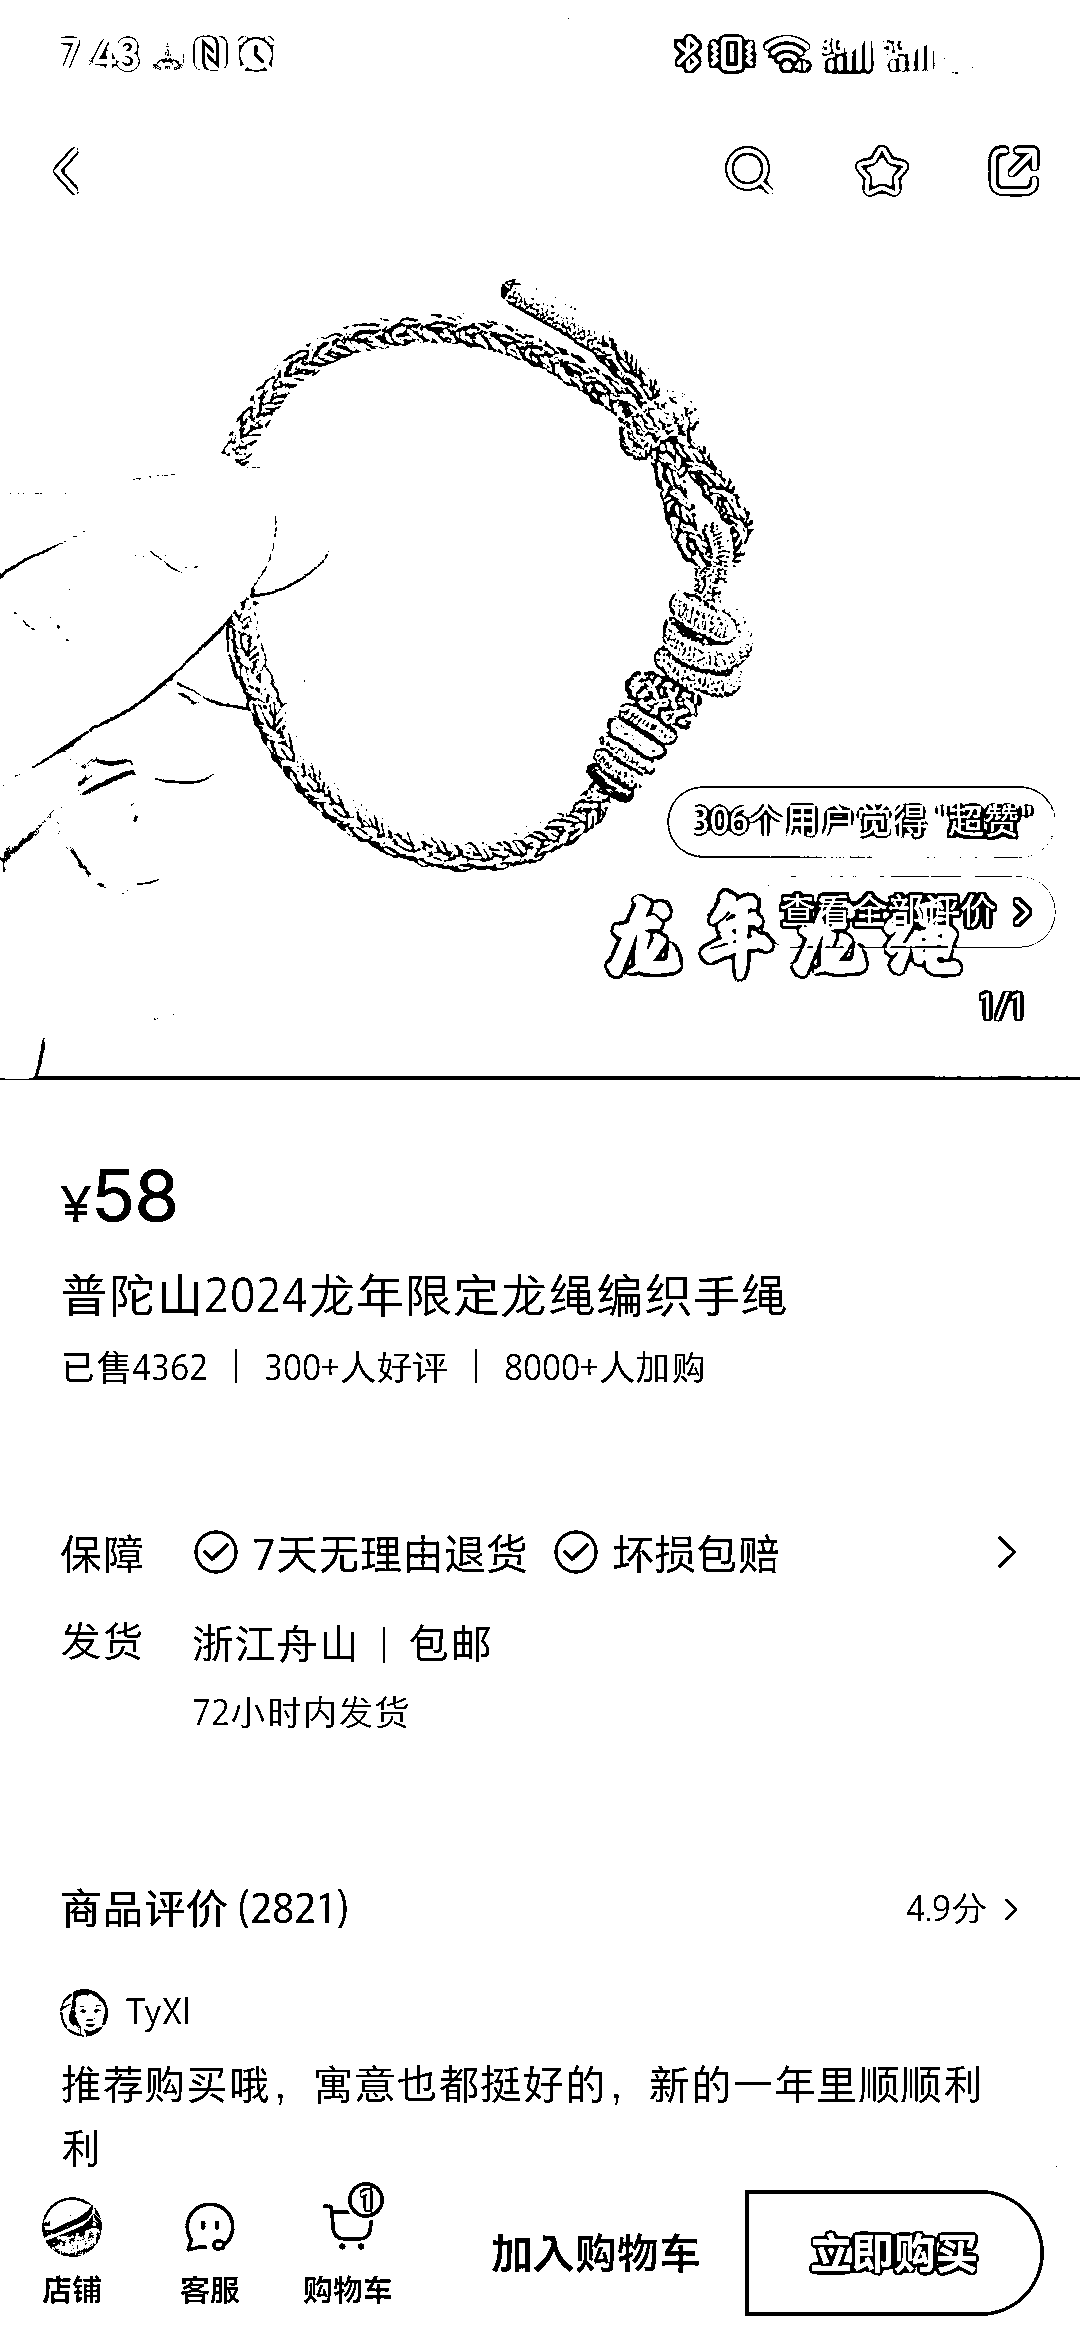 7:43
306个用户觉得"超赞"
查看全部评价
龙年龙绳
1/1
¥58
普陀山2024龙年限定龙绳编织手绳
已售4362 | 300+人好评 | 8000+人加购
保障 7天无理由退货 坏损包赔
发货 浙江舟山 | 包邮
72小时内发货
商品评价 (2821) 4.9分
TyXl
推荐购买哦，寓意也都挺好的，新的一年里顺顺利
利
1
店铺 客服 购物车 加入购物车 立即购买